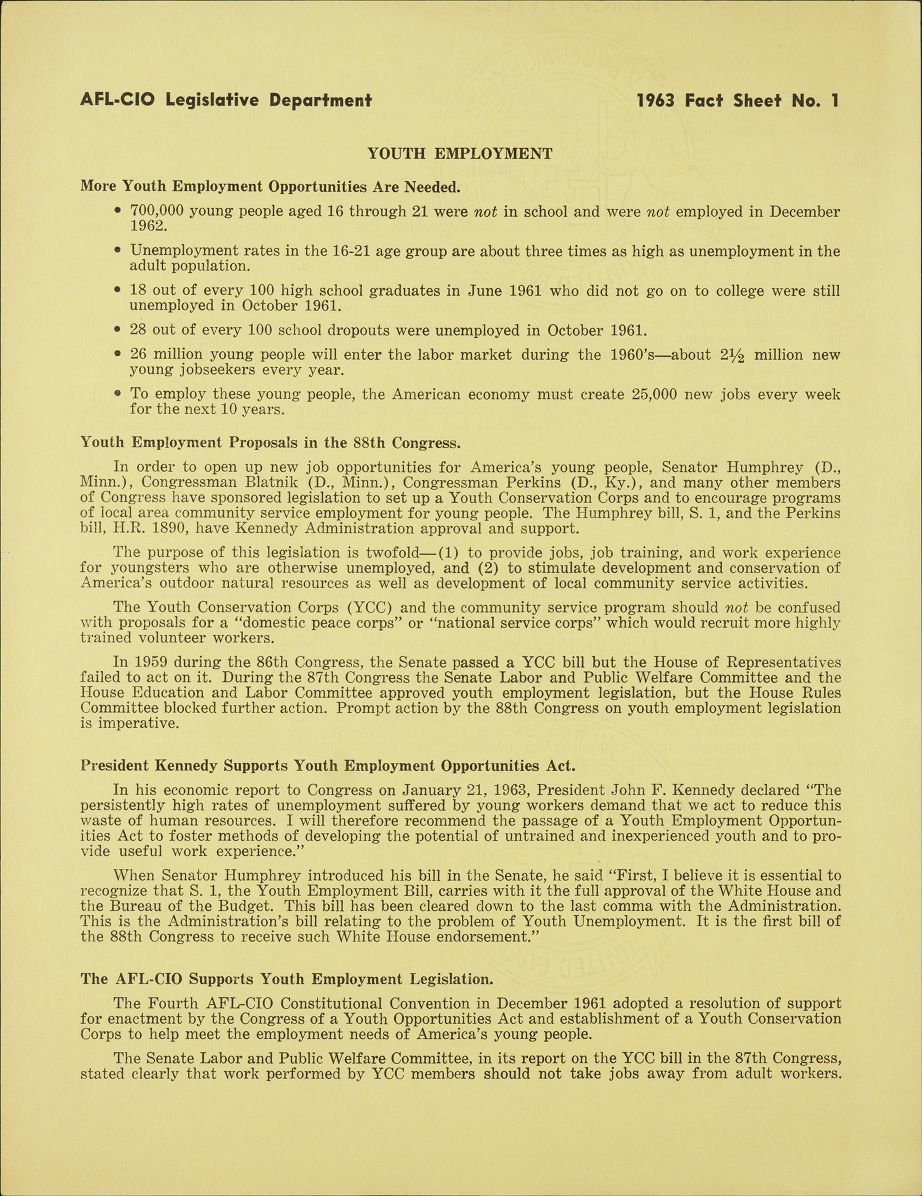 AFL-CIO Legislative Department
1963 Fact Sheet No. 1
YOUTH EMPLOYMENT
More Youth Employment Opportunities Are Needed.
• 700,000 young people aged 16 through 21 were not in school and were not employed in December
1962.
• Unemployment rates in the 16-21 age group are about three times as high as unemployment in the
adult population.
• 18 out of every 100 high school graduates in June 1961 who did not go on to college were still
unemployed in October 1961.
• 28 out of every 100 school dropouts were unemployed in October 1961.
• 26 million young people will enter the labor market during the 1960's—about 2½ million new
young jobseekers every year.
• To employ these young people, the American economy must create 25,000 new jobs every week
for the next 10 years.
Youth Employment Proposals in the 88th Congress.
In order to open up new job opportunities for America's young people, Senator Humphrey (D.,
Minn.), Congressman Blatnik (D., Minn.), Congressman Perkins (D., Ky.), and many other members
of Congress have sponsored legislation to set up a Youth Conservation Corps and to encourage programs
of local area community service employment for young people. The Humphrey bill, S. 1, and the Perkins
bill, H.R. 1890, have Kennedy Administration approval and support.
The purpose of this legislation is twofold—(1) to provide jobs, job training, and work experience
for youngsters who are otherwise unemployed, and (2) to stimulate development and conservation of
America's outdoor natural resources as well as development of local community service activities.
The Youth Conservation Corps (YCC) and the community service program should not be confused
with proposals for a "domestic peace corps" or "national service corps" which would recruit more highly
trained volunteer workers.
In 1959 during the 86th Congress, the Senate passed a YCC bill but the House of Representatives
failed to act on it. During the 87th Congress the Senate Labor and Public Welfare Committee and the
House Education and Labor Committee approved youth employment legislation, but the House Rules
Committee blocked further action. Prompt action by the 88th Congress on youth employment legislation
is imperative.
President Kennedy Supports Youth Employment Opportunities Act.
In his economic report to Congress on January 21, 1963, President John F. Kennedy declared "The
persistently high rates of unemployment suffered by young workers demand that we act to reduce this
waste of human resources. I will therefore recommend the passage of a Youth Employment Opportun-
ities Act to foster methods of developing the potential of untrained and inexperienced youth and to pro-
vide useful work experience."
When Senator Humphrey introduced his bill in the Senate, he said "First, I believe it is essential to
recognize that S. 1, the Youth Employment Bill, carries with it the full approval of the White House and
the Bureau of the Budget. This bill has been cleared down to the last comma with the Administration.
This is the Administration's bill relating to the problem of Youth Unemployment. It is the first bill of
the 88th Congress to receive such White House endorsement."
The AFL-CIO Supports Youth Employment Legislation.
The Fourth AFL-CIO Constitutional Convention in December 1961 adopted a resolution of support
for enactment by the Congress of a Youth Opportunities Act and establishment of a Youth Conservation
Corps to help meet the employment needs of America's young people.
The Senate Labor and Public Welfare Committee, in its report on the YCC bill in the 87th Congress,
stated clearly that work performed by YCC members should not take jobs away from adult workers.